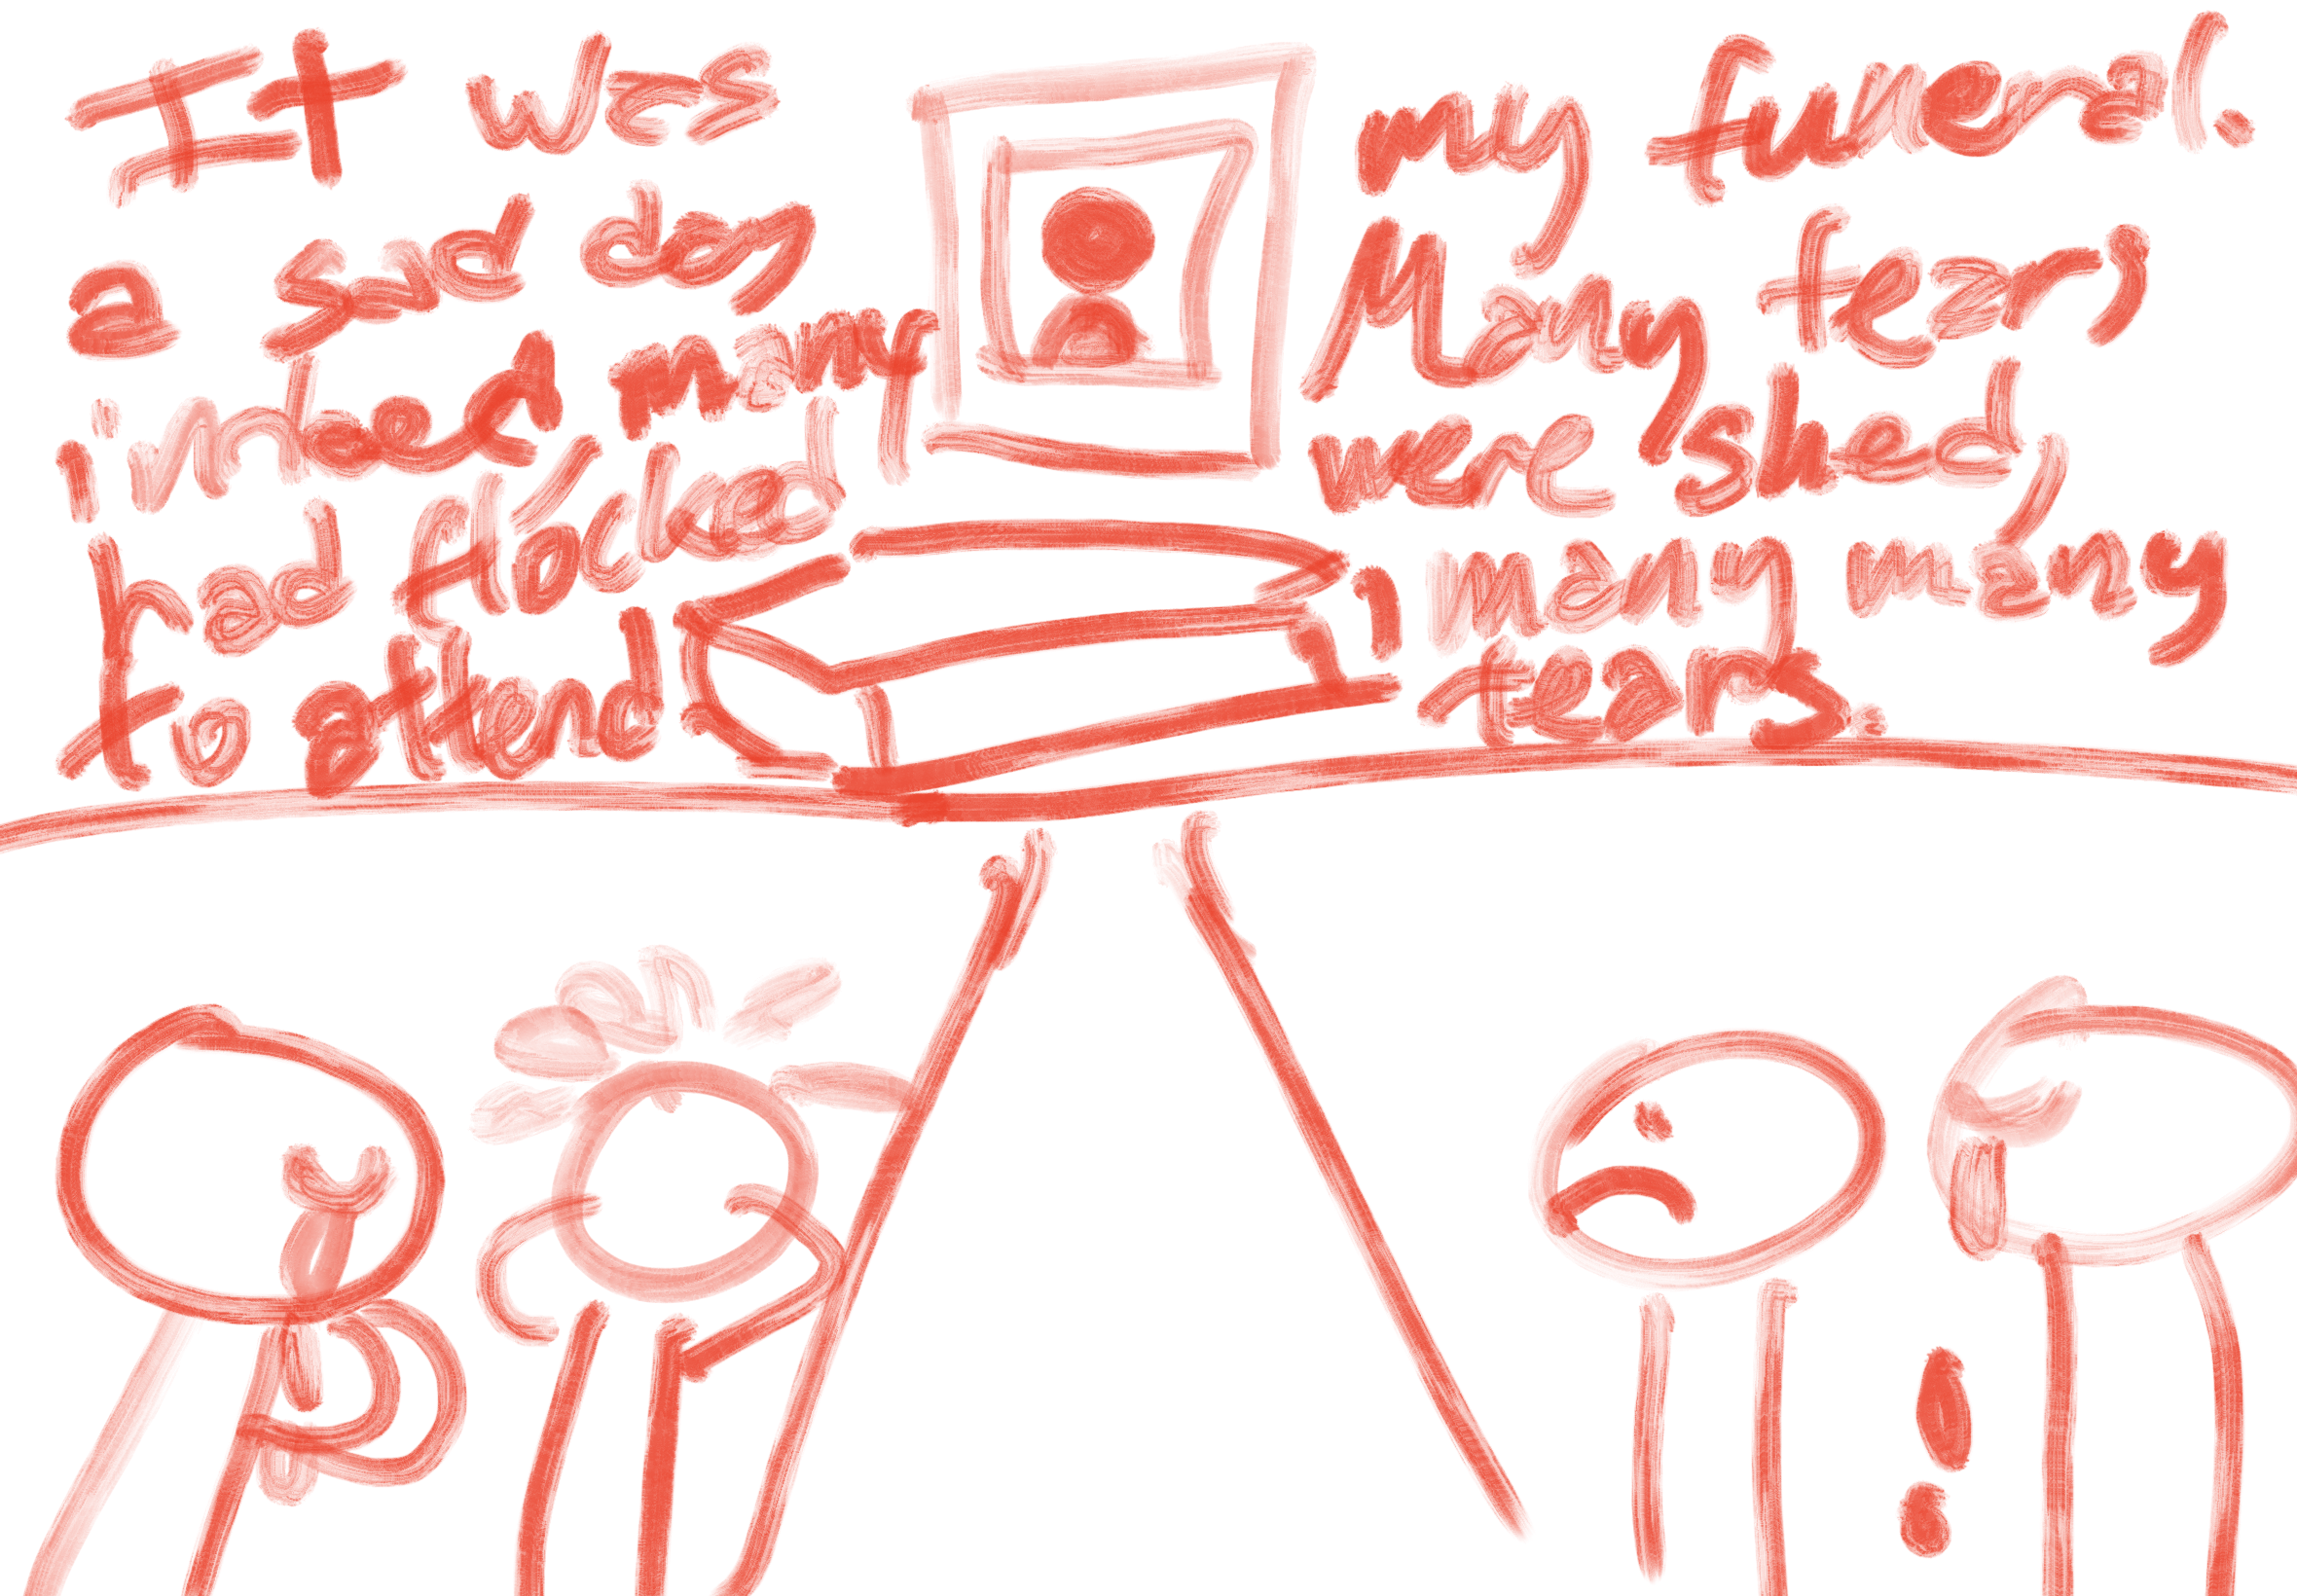 It was
a sad day
indeed, many
had flocked
to attend
my funeral.
Many tears
were shed,
many many
tears.